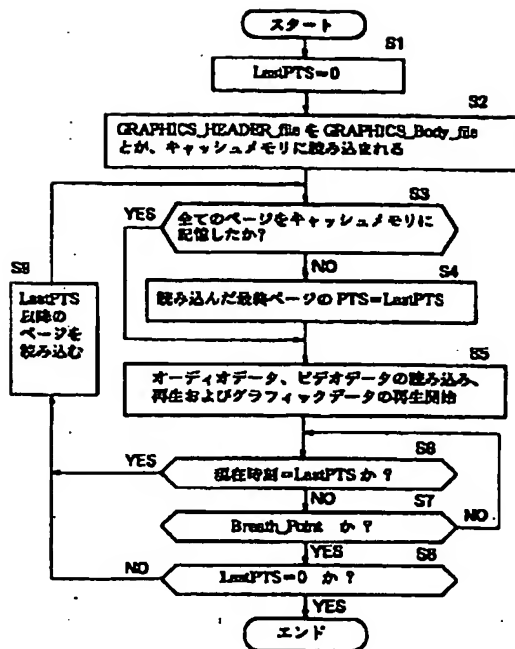 スタート
S1
LastPTS=0
S2
GRAPHICS_HEADER_file を GRAPHICS_Body_file
とが、キャッシュメモリに読み込まれる
S3
YES
全てのページをキャッシュメモリに
記憶したか?
NO
S4
読み込んだ最終ページの PTS=LastPTS
S9
LastPTS
以降の
ページを
読み込む
S5
オーディオデータ、ビデオデータの読み込み、
再生およびグラフィックデータの再生開始
S6
YES
現在時刻=LastPTS か ?
NO
S7
Breath_Point か ?
NO
YES
S8
NO
LastPTS=0 か ?
YES
エンド